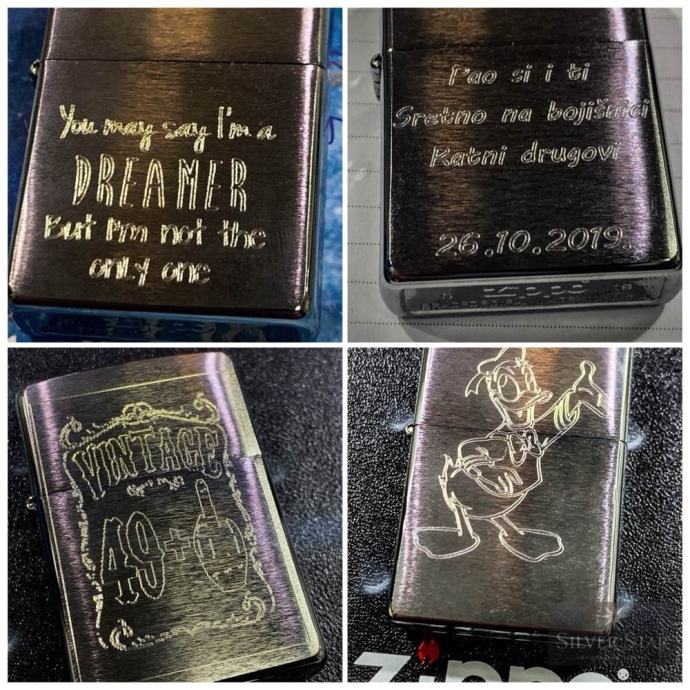 You may say I'm a
DREAMER
But I'm not the
only one
Pao si i ti
Sretno na bojišnici
Ratni drugovi
26.10.2019.
VINTAGE
49+
SILVER STAR
zippo